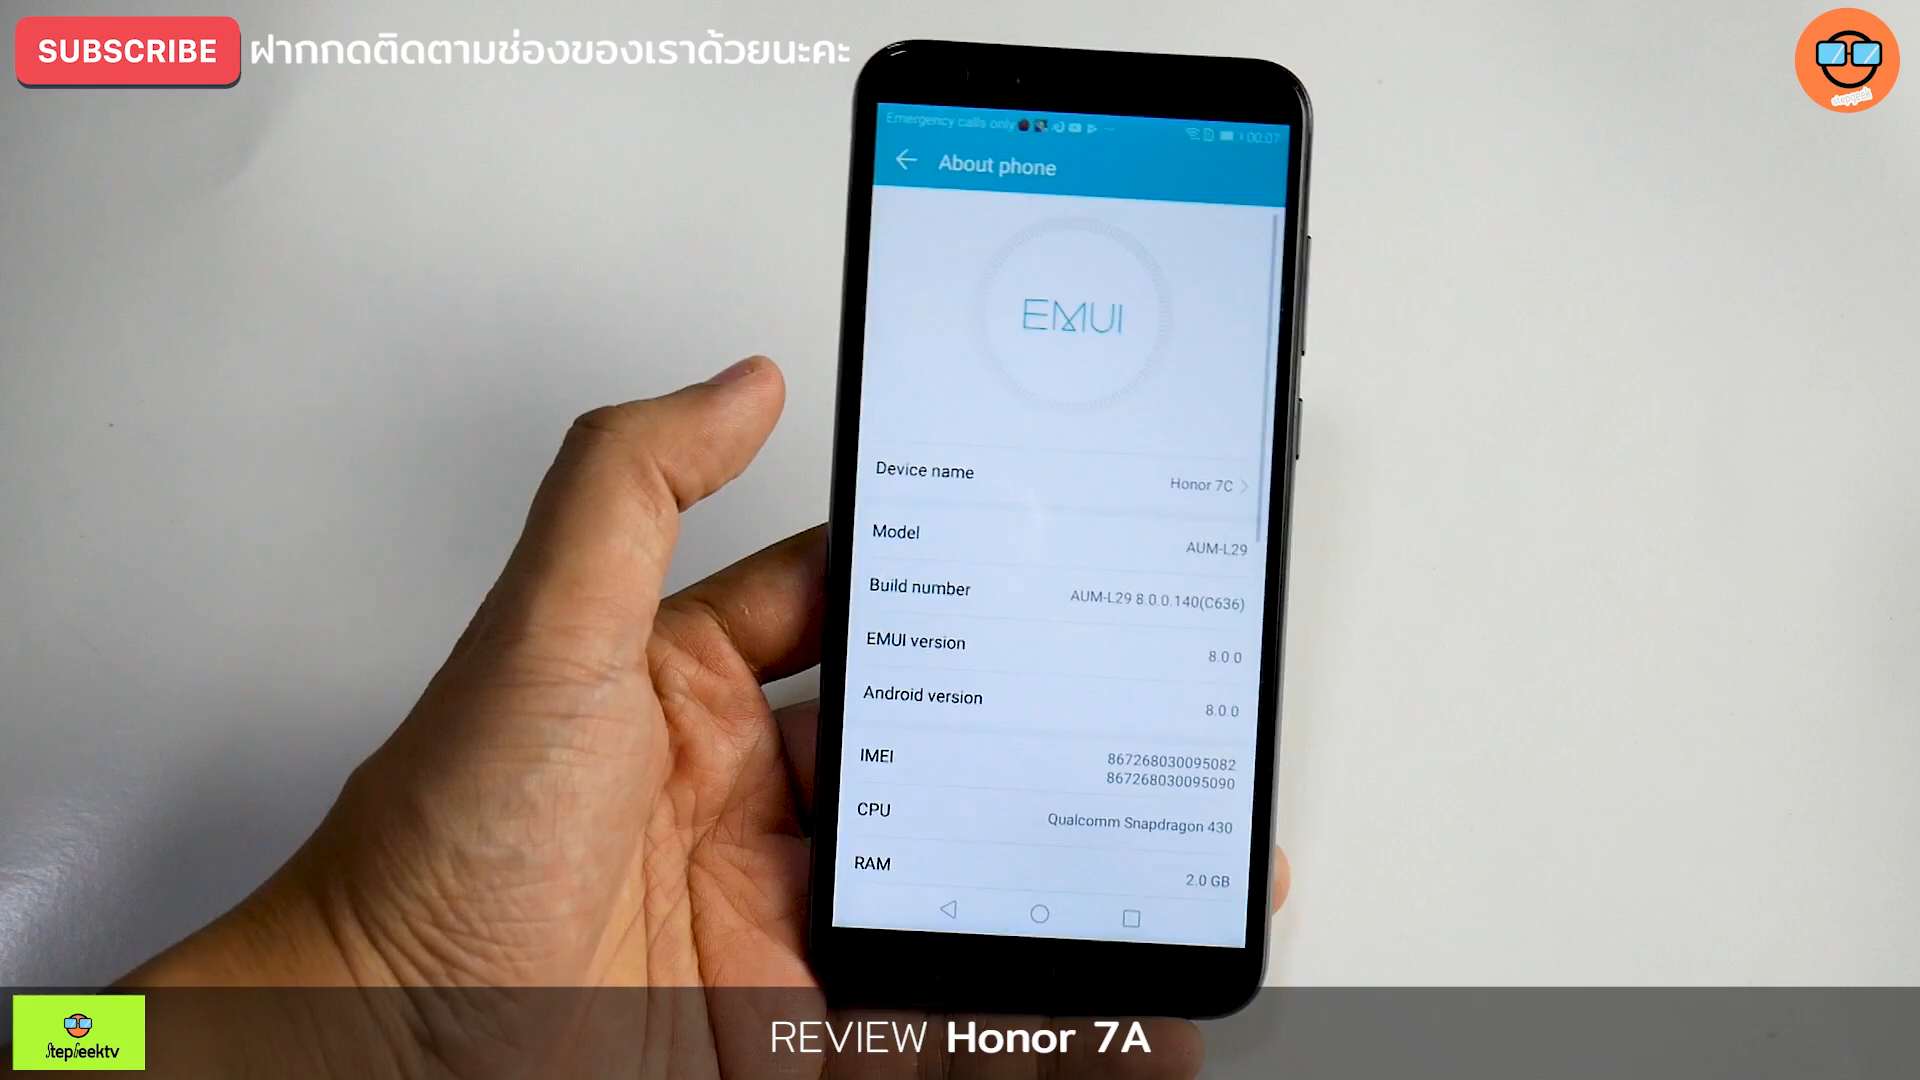 SUBSCRIBE ฝากกดติดตามช่องของเราด้วยนะคะ
stepgeek
Emergency calls only 00:07
About phone
EMUI
Device name Honor 7C
Model AUM-L29
Build number AUM-L29 8.0.0.140(C636)
EMUI version 8.0.0
Android version 8.0.0
IMEI 867268030095082
867268030095090
CPU Qualcomm Snapdragon 430
RAM 2.0 GB
StepGeektv
REVIEW Honor 7A